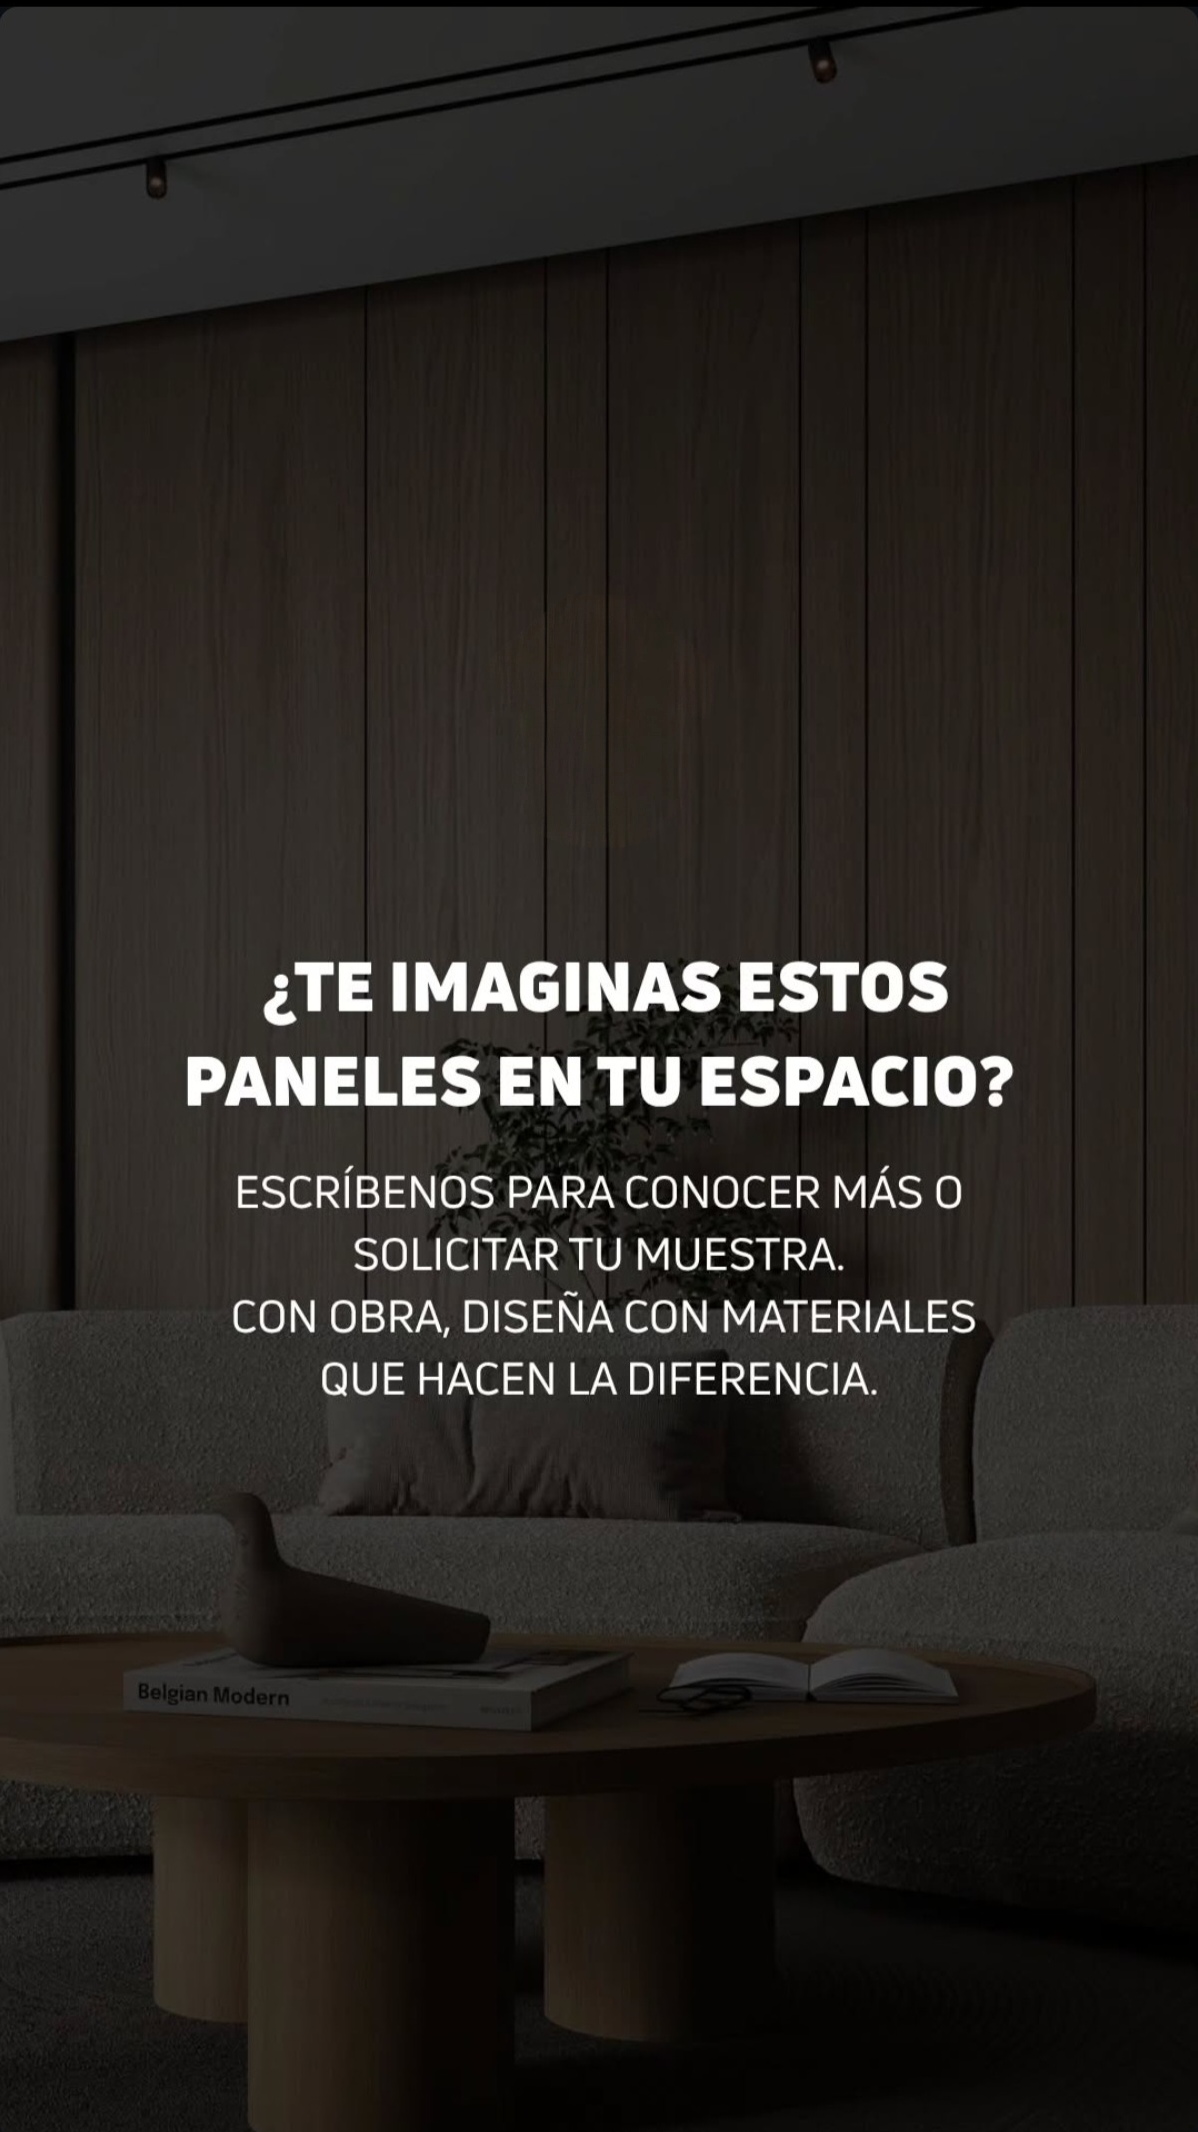 ¿TE IMAGINAS ESTOS
PANELES EN TU ESPACIO?
ESCRÍBENOS PARA CONOCER MÁS O
SOLICITAR TU MUESTRA.
CON OBRA, DISEÑA CON MATERIALES
QUE HACEN LA DIFERENCIA.
Belgian Modern